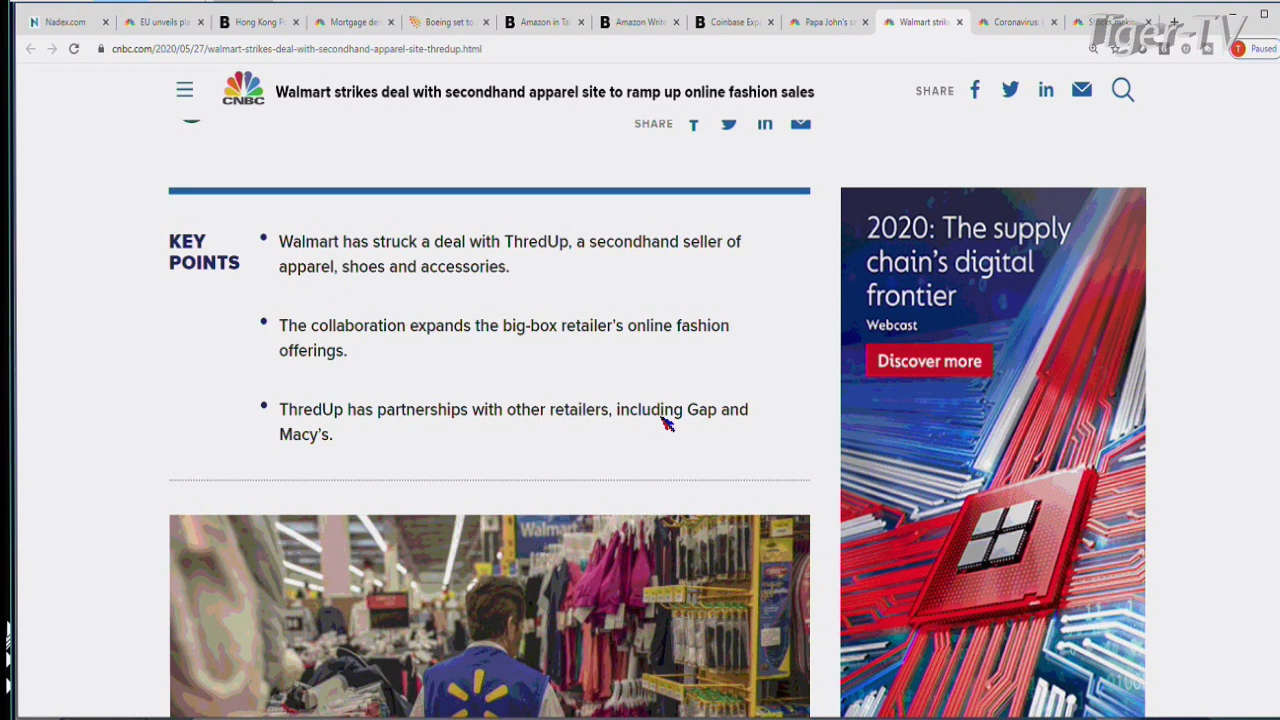 Nadex.com
EU unveils pla
Hong Kong P
Mortgage de
Boeing set to
Amazon in Ta
Amazon Write
Coinbase Exp
Papa John's s
Walmart strik
Coronavirus:
Tiger-TV
cnbc.com/2020/05/27/walmart-strikes-deal-with-secondhand-apparel-site-thredup.html
T
Paused
CNBC
Walmart strikes deal with secondhand apparel site to ramp up online fashion sales
SHARE
SHARE
KEY
POINTS
Walmart has struck a deal with ThredUp, a secondhand seller of
apparel, shoes and accessories.
The collaboration expands the big-box retailer's online fashion
offerings.
ThredUp has partnerships with other retailers, including Gap and
Macy's.
2020: The supply
chain's digital
frontier
Webcast
Discover more
Walmart